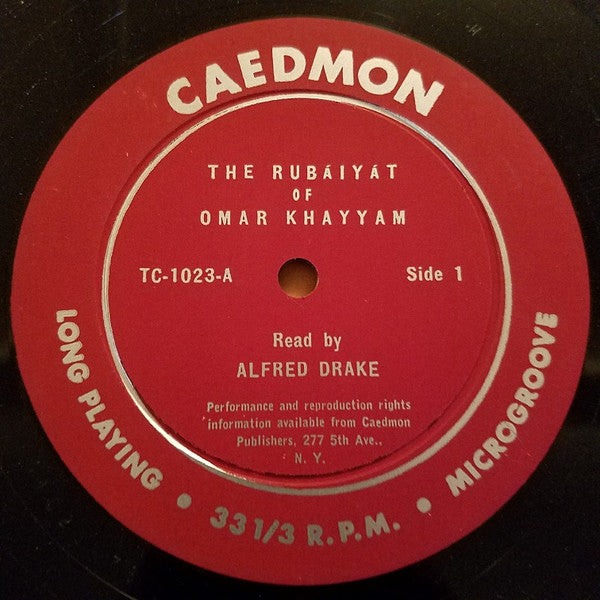 CAEDMON
THE RUBÁIYÁT
OF
OMAR KHAYYAM
TC-1023-A
Side 1
Read by
ALFRED DRAKE
Performance and reproduction rights
information available from Caedmon
Publishers, 277 5th Ave.,
N. Y.
LONG PLAYING • 33 1/3 R.P.M. • MICROGROOVE